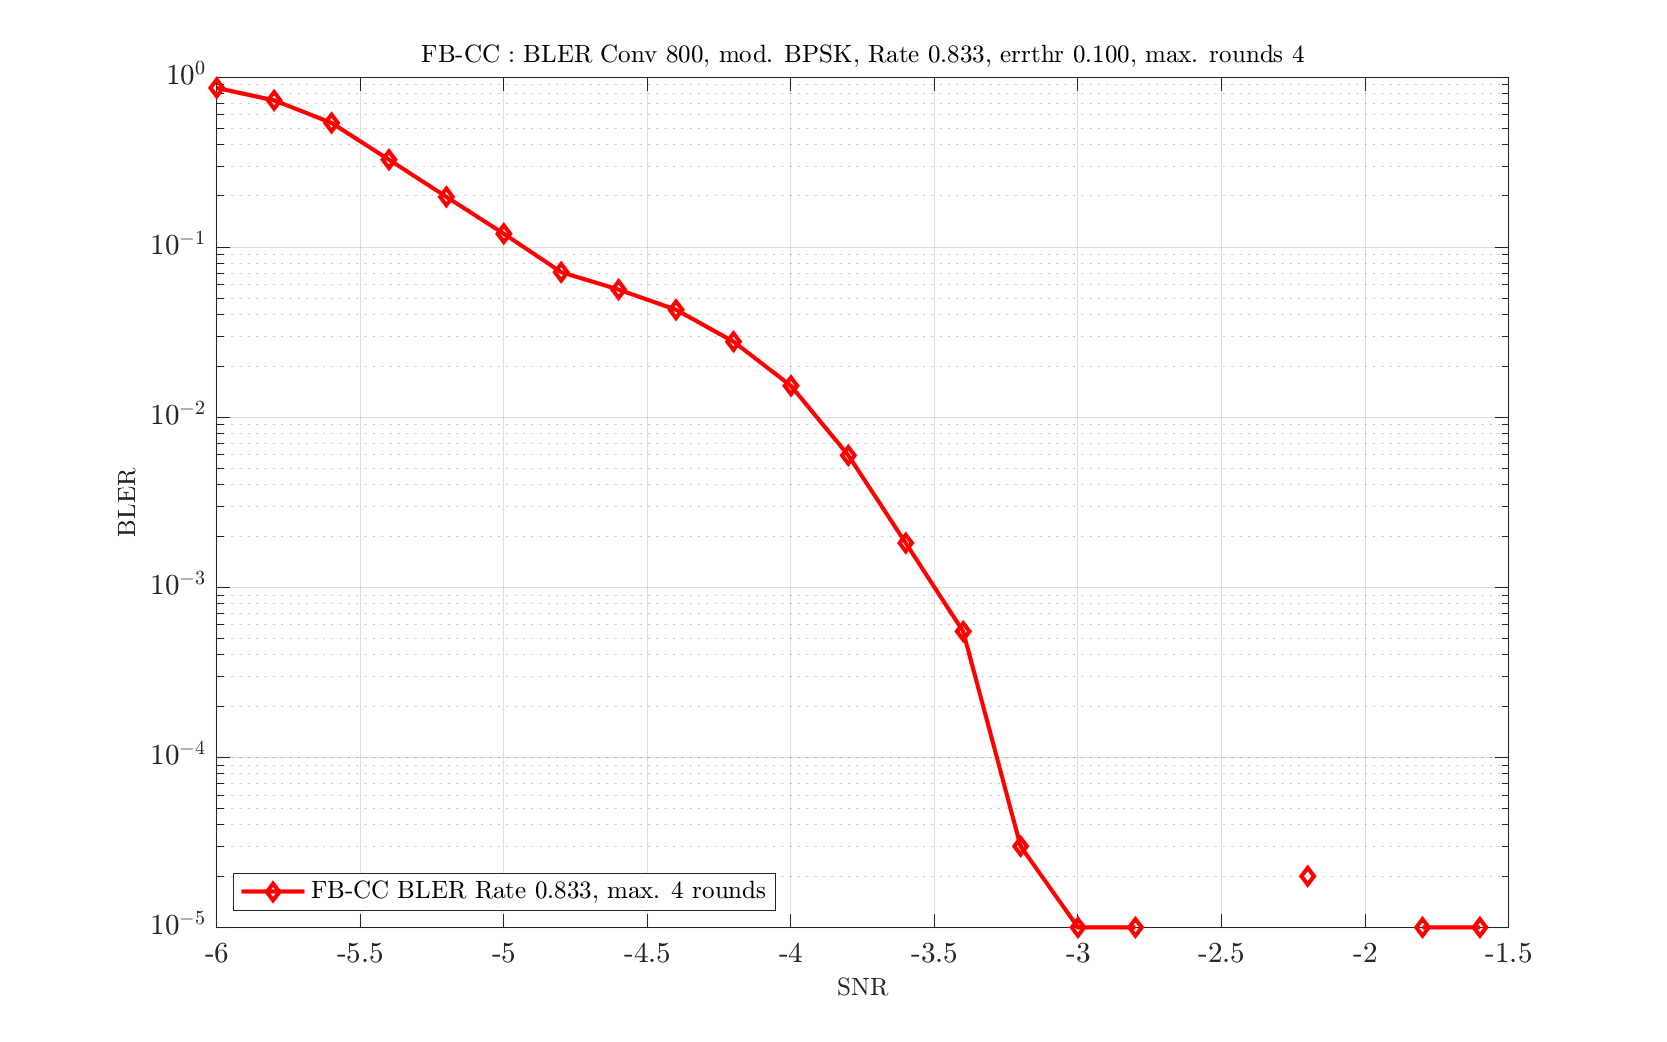 FB-CC : BLER Conv 800, mod. BPSK, Rate 0.833, errthr 0.100, max. rounds 4
10^0
10^-1
10^-2
10^-3
10^-4
10^-5
BLER
FB-CC BLER Rate 0.833, max. 4 rounds
-6 -5.5 -5 -4.5 -4 -3.5 -3 -2.5 -2 -1.5
SNR